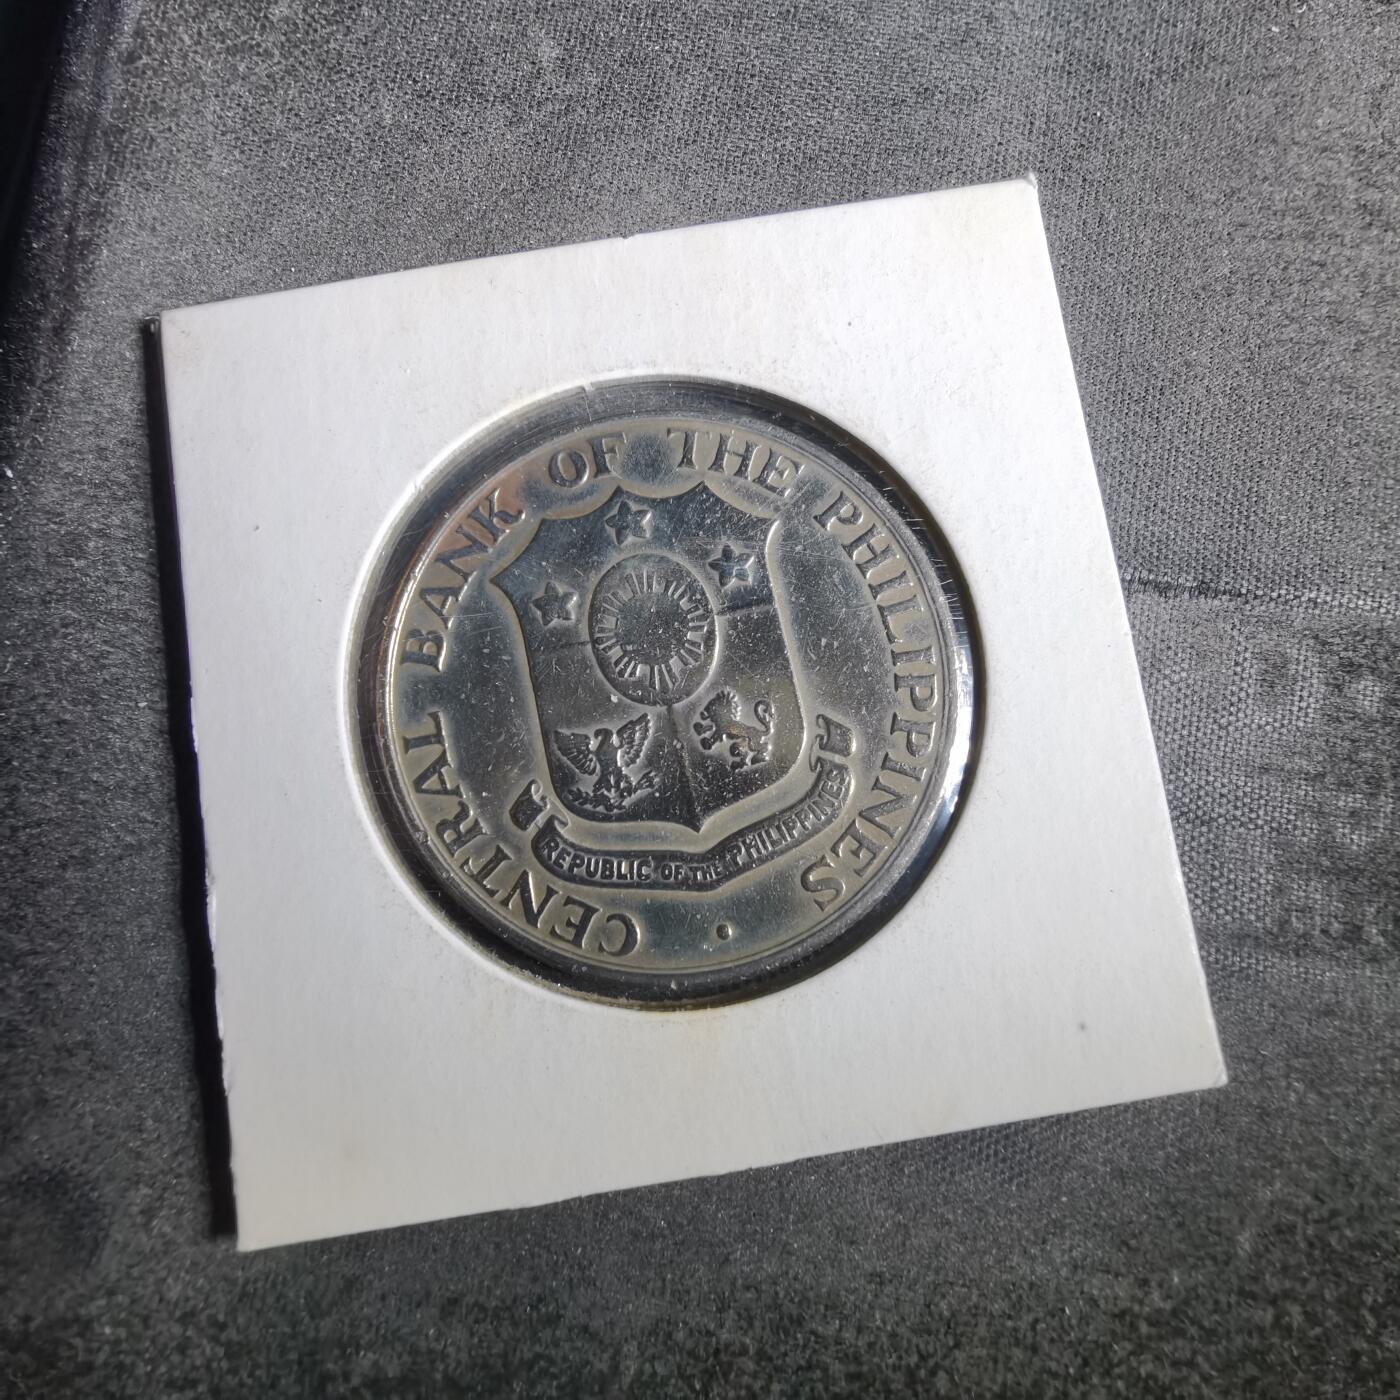 CENTRAL BANK OF THE PHILIPPINES
REPUBLIC OF THE PHILIPPINES